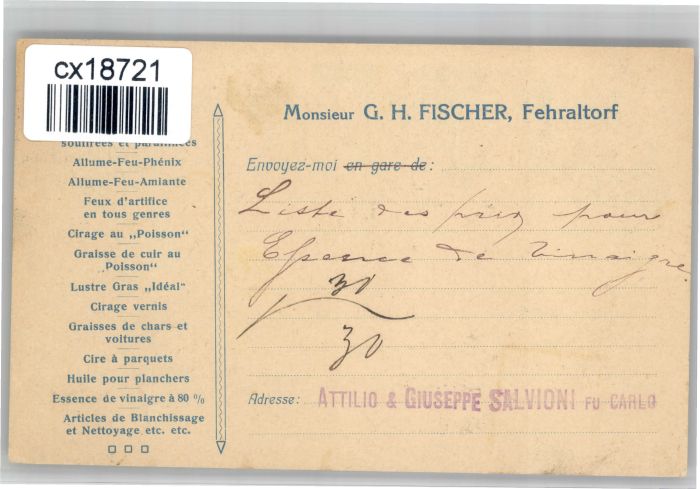 cx18721
soufrées et paraffinées
Allume-Feu-Phénix
Allume-Feu-Amiante
Feux d'artifice
en tous genres
Cirage au „Poisson“
Graisse de cuir au
„Poisson“
Lustre Gras „Idéal“
Cirage vernis
Graisses de chars et
voitures
Cire à parquets
Huile pour planchers
Essence de vinaigre à 80 %
Articles de Blanchissage
et Nettoyage etc. etc.
Monsieur G. H. FISCHER, Fehraltorf
Envoyez-moi en gare de:
Liste des prix pour
Essence de Vinaigre.
30
30
Adresse: ATTILIO & GIUSEPPE SALVIONI FU CARLO